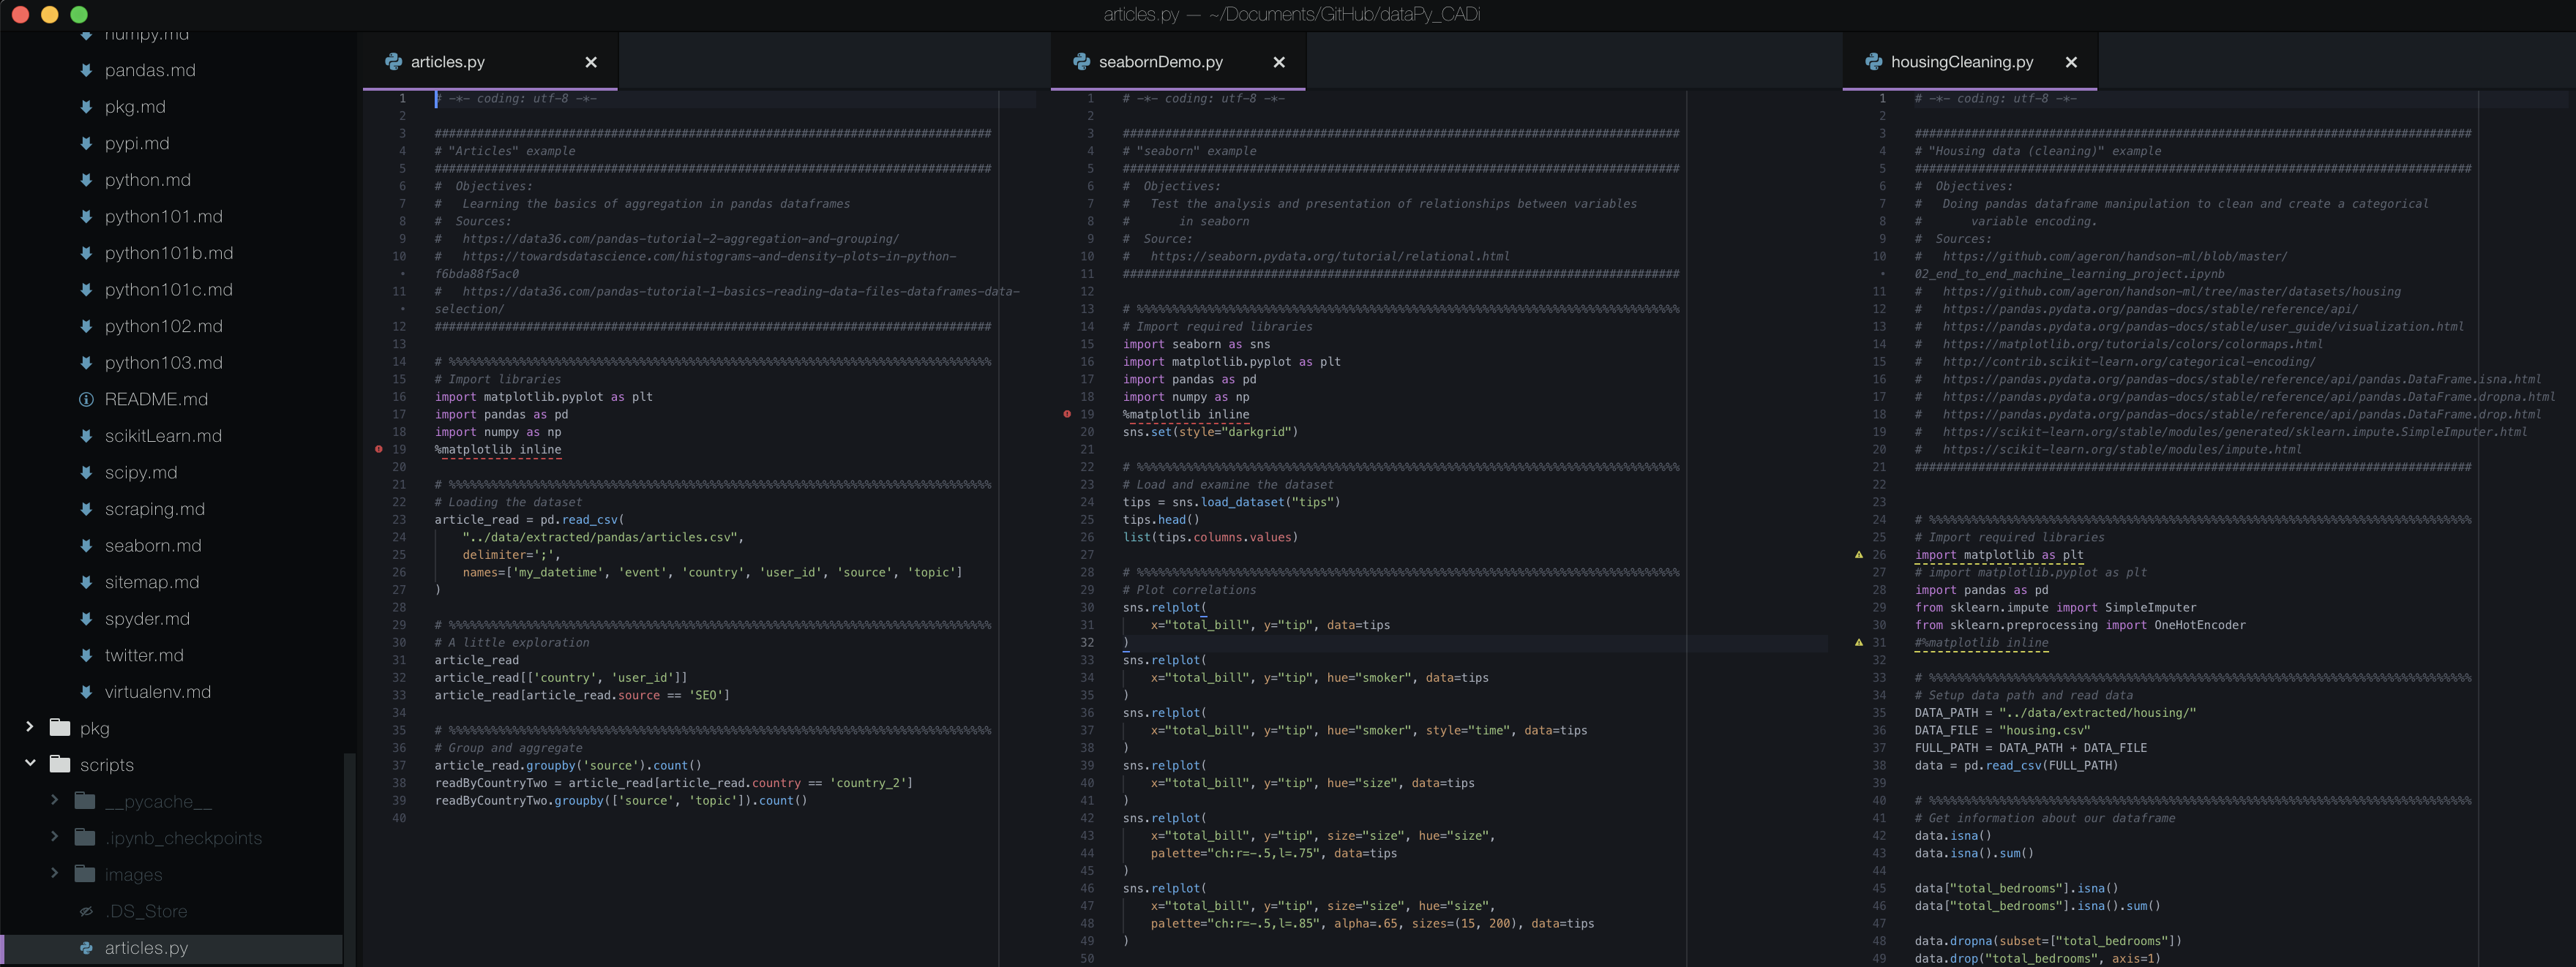 articles.py — ~/Documents/GitHub/dataPy_CADi
numpy.md
pandas.md
pkg.md
pypi.md
python.md
python101.md
python101b.md
python101c.md
python102.md
python103.md
README.md
scikitLearn.md
scipy.md
scraping.md
seaborn.md
sitemap.md
spyder.md
twitter.md
virtualenv.md
pkg
scripts
__pycache__
.ipynb_checkpoints
images
.DS_Store
articles.py
articles.py
1 # -*- coding: utf-8 -*-
2
3 ###############################################################################
4 # "Articles" example
5 ###############################################################################
6 #  Objectives:
7 #   Learning the basics of aggregation in pandas dataframes
8 #  Sources:
9 #   https://data36.com/pandas-tutorial-2-aggregation-and-grouping/
10 #   https://towardsdatascience.com/histograms-and-density-plots-in-python-
• f6bda88f5ac0
11 #   https://data36.com/pandas-tutorial-1-basics-reading-data-files-dataframes-data-
• selection/
12 ###############################################################################
13
14 # %%%%%%%%%%%%%%%%%%%%%%%%%%%%%%%%%%%%%%%%%%%%%%%%%%%%%%%%%%%%%%%%%%%%%%%%%%%%%%%
15 # Import libraries
16 import matplotlib.pyplot as plt
17 import pandas as pd
18 import numpy as np
19 %matplotlib inline
20
21 # %%%%%%%%%%%%%%%%%%%%%%%%%%%%%%%%%%%%%%%%%%%%%%%%%%%%%%%%%%%%%%%%%%%%%%%%%%%%%%%
22 # Loading the dataset
23 article_read = pd.read_csv(
24     "../data/extracted/pandas/articles.csv",
25     delimiter=';',
26     names=['my_datetime', 'event', 'country', 'user_id', 'source', 'topic']
27 )
28
29 # %%%%%%%%%%%%%%%%%%%%%%%%%%%%%%%%%%%%%%%%%%%%%%%%%%%%%%%%%%%%%%%%%%%%%%%%%%%%%%%
30 # A little exploration
31 article_read
32 article_read[['country', 'user_id']]
33 article_read[article_read.source == 'SEO']
34
35 # %%%%%%%%%%%%%%%%%%%%%%%%%%%%%%%%%%%%%%%%%%%%%%%%%%%%%%%%%%%%%%%%%%%%%%%%%%%%%%%
36 # Group and aggregate
37 article_read.groupby('source').count()
38 readByCountryTwo = article_read[article_read.country == 'country_2']
39 readByCountryTwo.groupby(['source', 'topic']).count()
40
seabornDemo.py
1 # -*- coding: utf-8 -*-
2
3 ###############################################################################
4 # "seaborn" example
5 ###############################################################################
6 #  Objectives:
7 #   Test the analysis and presentation of relationships between variables
8 #       in seaborn
9 #  Source:
10 #   https://seaborn.pydata.org/tutorial/relational.html
11 ###############################################################################
12
13 # %%%%%%%%%%%%%%%%%%%%%%%%%%%%%%%%%%%%%%%%%%%%%%%%%%%%%%%%%%%%%%%%%%%%%%%%%%%%%%%
14 # Import required libraries
15 import seaborn as sns
16 import matplotlib.pyplot as plt
17 import pandas as pd
18 import numpy as np
19 %matplotlib inline
20 sns.set(style="darkgrid")
21
22 # %%%%%%%%%%%%%%%%%%%%%%%%%%%%%%%%%%%%%%%%%%%%%%%%%%%%%%%%%%%%%%%%%%%%%%%%%%%%%%%
23 # Load and examine the dataset
24 tips = sns.load_dataset("tips")
25 tips.head()
26 list(tips.columns.values)
27
28 # %%%%%%%%%%%%%%%%%%%%%%%%%%%%%%%%%%%%%%%%%%%%%%%%%%%%%%%%%%%%%%%%%%%%%%%%%%%%%%%
29 # Plot correlations
30 sns.relplot(
31     x="total_bill", y="tip", data=tips
32 )
33 sns.relplot(
34     x="total_bill", y="tip", hue="smoker", data=tips
35 )
36 sns.relplot(
37     x="total_bill", y="tip", hue="smoker", style="time", data=tips
38 )
39 sns.relplot(
40     x="total_bill", y="tip", hue="size", data=tips
41 )
42 sns.relplot(
43     x="total_bill", y="tip", size="size", hue="size",
44     palette="ch:r=-.5,l=.75", data=tips
45 )
46 sns.relplot(
47     x="total_bill", y="tip", size="size", hue="size",
48     palette="ch:r=-.5,l=.85", alpha=.65, sizes=(15, 200), data=tips
49 )
50
housingCleaning.py
1 # -*- coding: utf-8 -*-
2
3 ###############################################################################
4 # "Housing data (cleaning)" example
5 ###############################################################################
6 #  Objectives:
7 #   Doing pandas dataframe manipulation to clean and create a categorical
8 #       variable encoding.
9 #  Sources:
10 #   https://github.com/ageron/handson-ml/blob/master/
• 02_end_to_end_machine_learning_project.ipynb
11 #   https://github.com/ageron/handson-ml/tree/master/datasets/housing
12 #   https://pandas.pydata.org/pandas-docs/stable/reference/api/
13 #   https://pandas.pydata.org/pandas-docs/stable/user_guide/visualization.html
14 #   https://matplotlib.org/tutorials/colors/colormaps.html
15 #   http://contrib.scikit-learn.org/categorical-encoding/
16 #   https://pandas.pydata.org/pandas-docs/stable/reference/api/pandas.DataFrame.isna.html
17 #   https://pandas.pydata.org/pandas-docs/stable/reference/api/pandas.DataFrame.dropna.html
18 #   https://pandas.pydata.org/pandas-docs/stable/reference/api/pandas.DataFrame.drop.html
19 #   https://scikit-learn.org/stable/modules/generated/sklearn.impute.SimpleImputer.html
20 #   https://scikit-learn.org/stable/modules/impute.html
21 ###############################################################################
22
23
24 # %%%%%%%%%%%%%%%%%%%%%%%%%%%%%%%%%%%%%%%%%%%%%%%%%%%%%%%%%%%%%%%%%%%%%%%%%%%%%%%
25 # Import required libraries
26 import matplotlib as plt
27 # import matplotlib.pyplot as plt
28 import pandas as pd
29 from sklearn.impute import SimpleImputer
30 from sklearn.preprocessing import OneHotEncoder
31 #%matplotlib inline
32
33 # %%%%%%%%%%%%%%%%%%%%%%%%%%%%%%%%%%%%%%%%%%%%%%%%%%%%%%%%%%%%%%%%%%%%%%%%%%%%%%%
34 # Setup data path and read data
35 DATA_PATH = "../data/extracted/housing/"
36 DATA_FILE = "housing.csv"
37 FULL_PATH = DATA_PATH + DATA_FILE
38 data = pd.read_csv(FULL_PATH)
39
40 # %%%%%%%%%%%%%%%%%%%%%%%%%%%%%%%%%%%%%%%%%%%%%%%%%%%%%%%%%%%%%%%%%%%%%%%%%%%%%%%
41 # Get information about our dataframe
42 data.isna()
43 data.isna().sum()
44
45 data["total_bedrooms"].isna()
46 data["total_bedrooms"].isna().sum()
47
48 data.dropna(subset=["total_bedrooms"])
49 data.drop("total_bedrooms", axis=1)